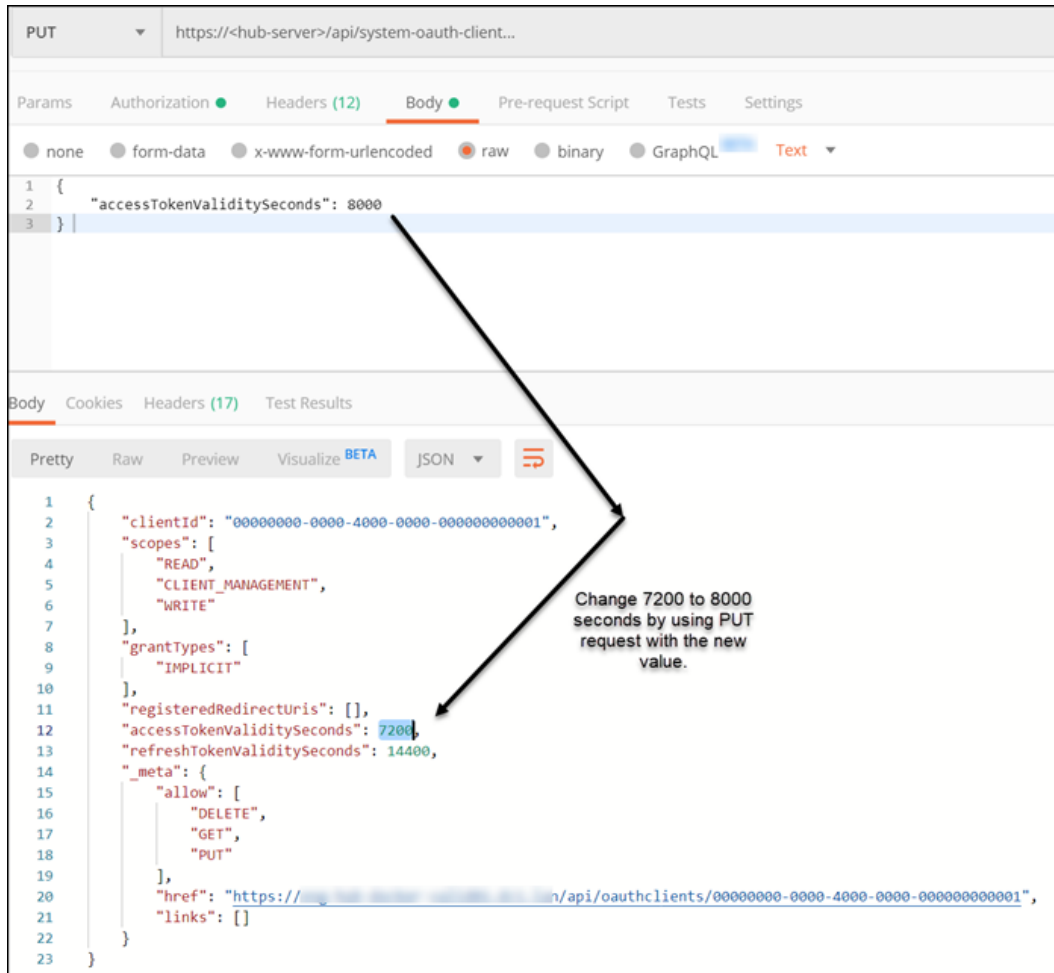 PUT https://<hub-server>/api/system-oauth-client...
Params Authorization Headers (12) Body Pre-request Script Tests Settings
none form-data x-www-form-urlencoded raw binary GraphQL Text
1 {
2 "accessTokenValiditySeconds": 8000
3 }
Body Cookies Headers (17) Test Results
Pretty Raw Preview Visualize BETA JSON
1 {
2 "clientId": "00000000-0000-4000-0000-000000000001",
3 "scopes": [
4 "READ",
5 "CLIENT_MANAGEMENT",
6 "WRITE"
7 ],
8 "grantTypes": [
9 "IMPLICIT"
10 ],
11 "registeredRedirectUris": [],
12 "accessTokenValiditySeconds": 7200,
13 "refreshTokenValiditySeconds": 14400,
14 "_meta": {
15 "allow": [
16 "DELETE",
17 "GET",
18 "PUT"
19 ],
20 "href": "https:// n/api/oauthclients/00000000-0000-4000-0000-000000000001",
21 "links": []
22 }
23 }
Change 7200 to 8000
seconds by using PUT
request with the new
value.